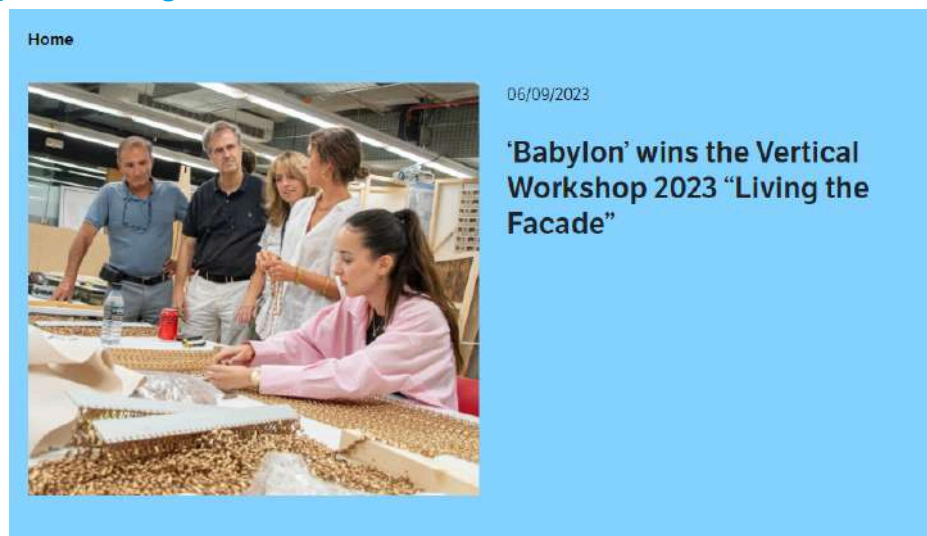 Home
06/09/2023
‘Babylon’ wins the Vertical
Workshop 2023 “Living the
Facade”